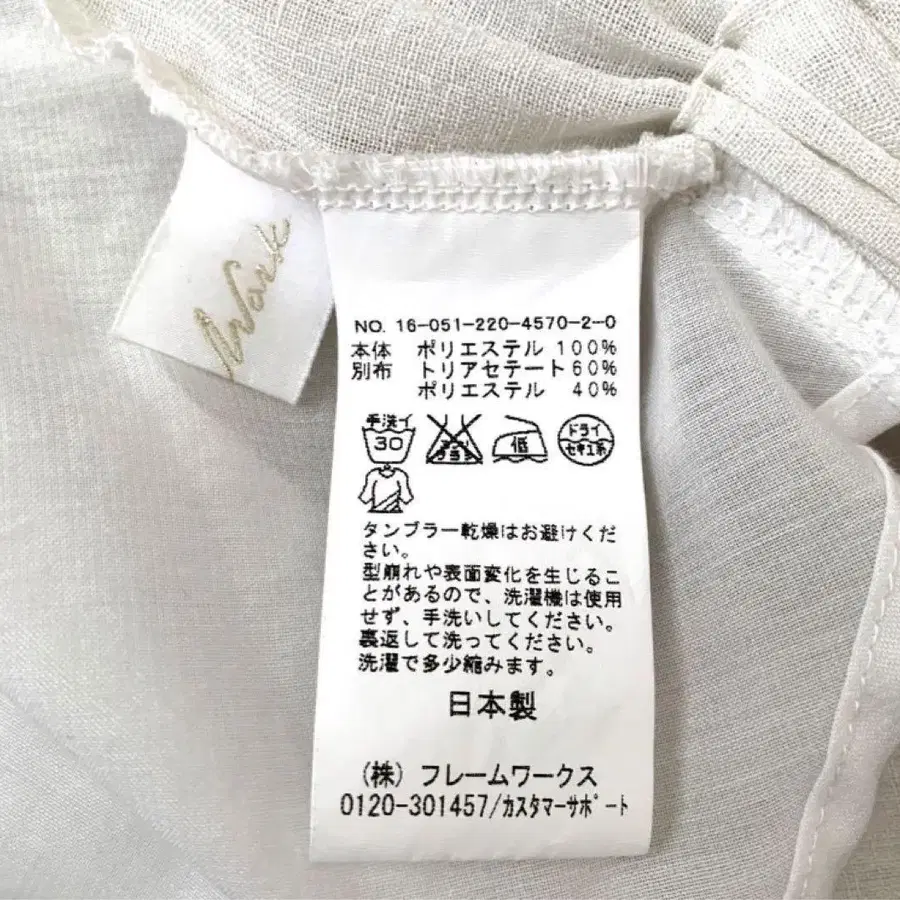 Work
NO. 16-051-220-4570-2-0
本体 ポリエステル 100%
別布 トリアセテート 60%
ポリエステル 40%
手洗イ
30
低
ドライ
セキユ系
タンブラー乾燥はお避けくだ
さい。
型崩れや表面変化を生じるこ
とがあるので、洗濯機は使用
せず、手洗いしてください。
裏返して洗ってください。
洗濯で多少縮みます。
日本製
(株) フレームワークス
0120-301457/カスタマーサポート